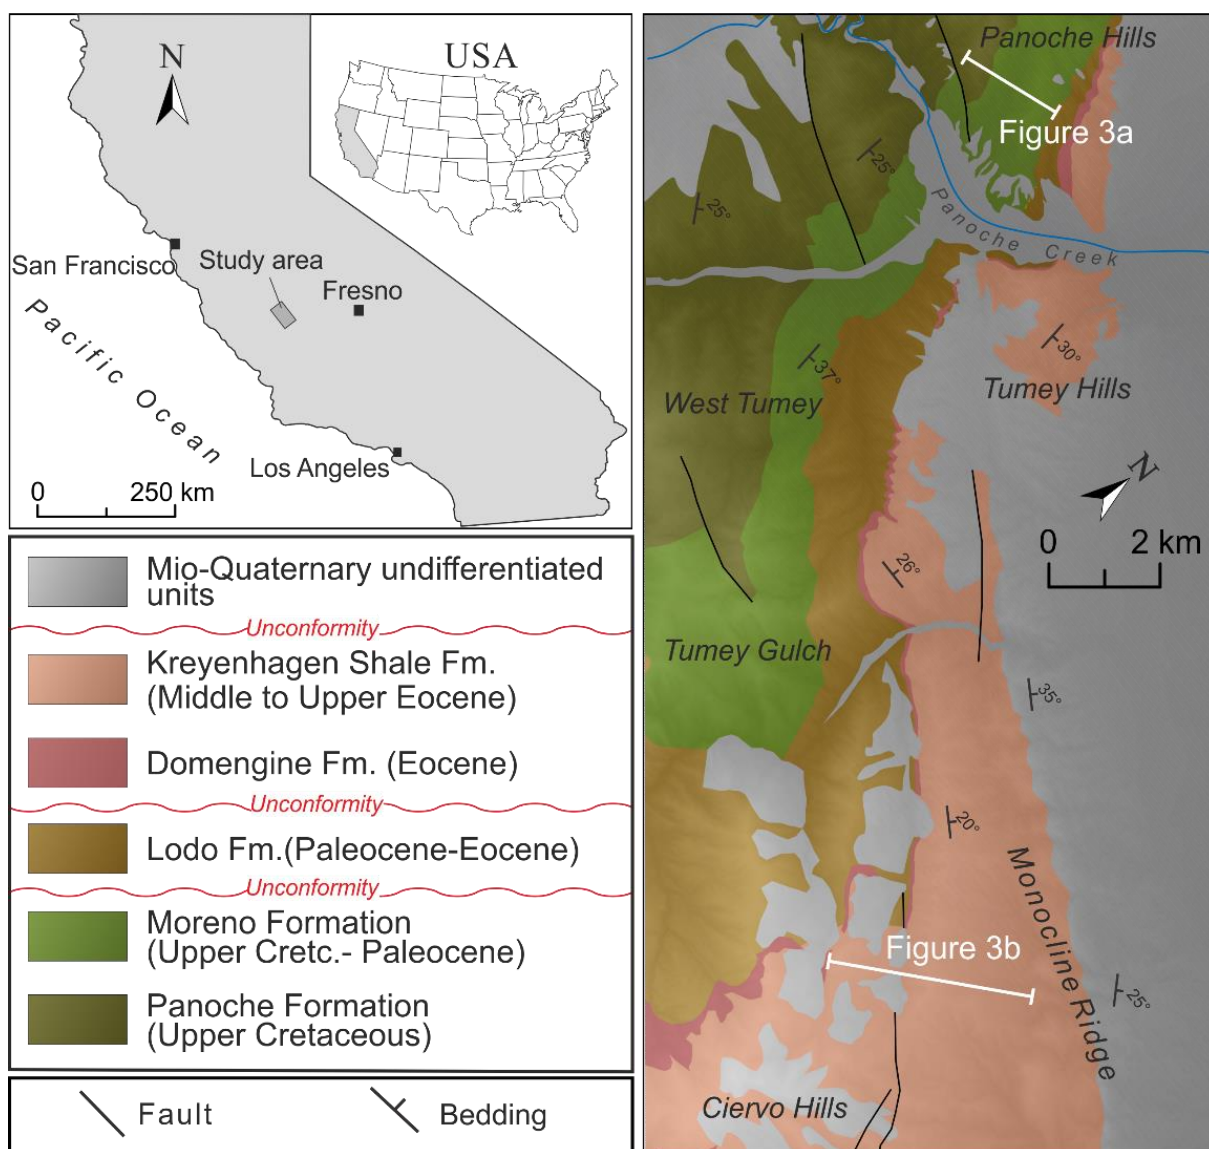 N
USA
San Francisco
Study area
Fresno
Pacific Ocean
Los Angeles
0 250 km
Mio-Quaternary undifferentiated
units
Unconformity
Kreyenhagen Shale Fm.
(Middle to Upper Eocene)
Domengine Fm. (Eocene)
Unconformity
Lodo Fm.(Paleocene-Eocene)
Unconformity
Moreno Formation
(Upper Cretc.- Paleocene)
Panoche Formation
(Upper Cretaceous)
Fault
Bedding
Panoche Hills
Figure 3a
25°
25°
Panoche Creek
30°
37°
West Tumey
Tumey Hills
N
0 2 km
26°
Tumey Gulch
35°
20°
Monocline Ridge
Figure 3b
25°
Ciervo Hills